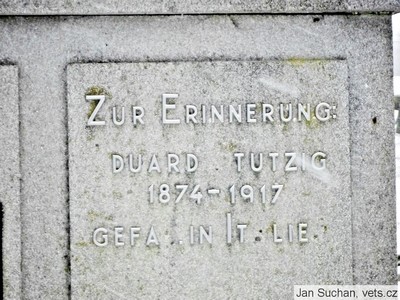 ZUR ERINNERUNG:
DUARD TUTZIG
1874-1917
GEFA IN IT LIE.
Jan Suchan, vets.cz